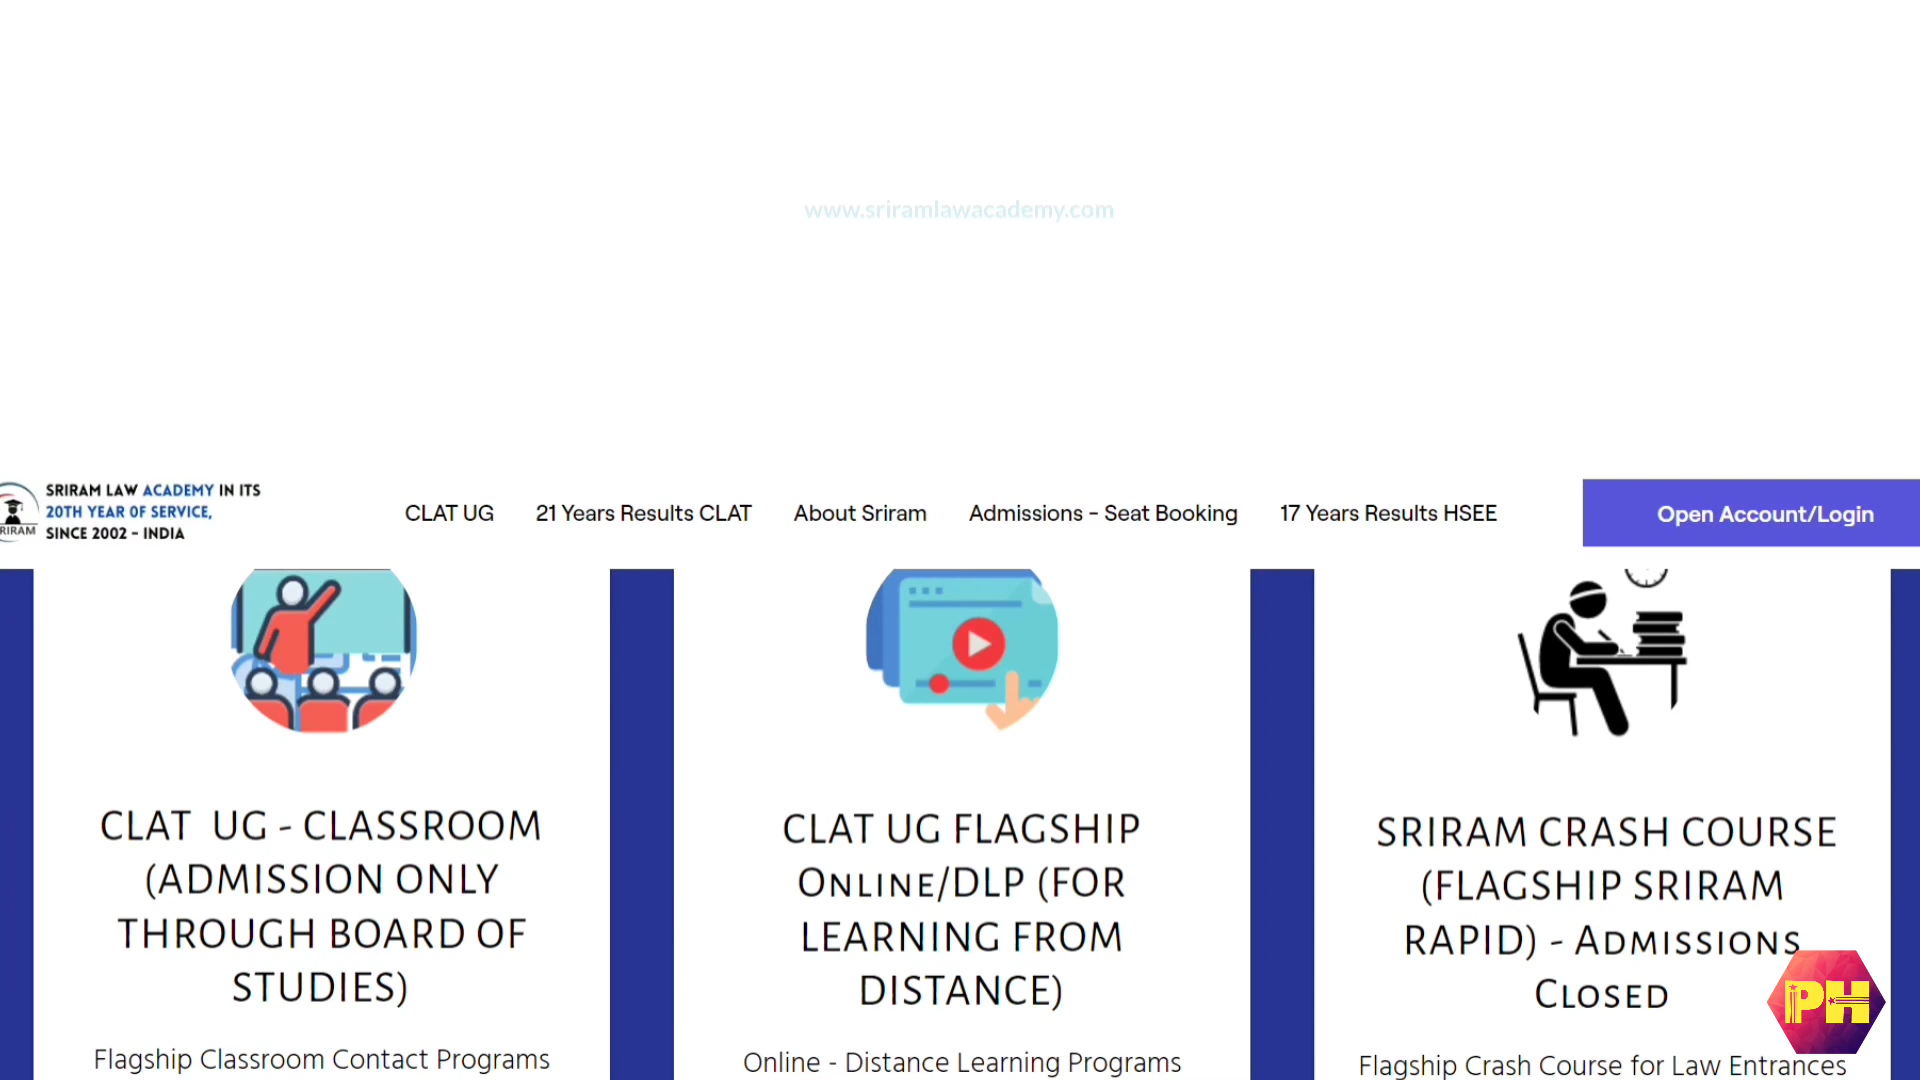 www.sriramlawacademy.com
SRIRAM LAW ACADEMY IN ITS
20TH YEAR OF SERVICE,
SINCE 2002 - INDIA
RIRAM
CLAT UG
21 Years Results CLAT
About Sriram
Admissions - Seat Booking
17 Years Results HSEE
Open Account/Login
CLAT UG - CLASSROOM
(ADMISSION ONLY
THROUGH BOARD OF
STUDIES)
Flagship Classroom Contact Programs
CLAT UG FLAGSHIP
ONLINE/DLP (FOR
LEARNING FROM
DISTANCE)
Online - Distance Learning Programs
SRIRAM CRASH COURSE
(FLAGSHIP SRIRAM
RAPID) - ADMISSIONS
CLOSED
Flagship Crash Course for Law Entrances
PH